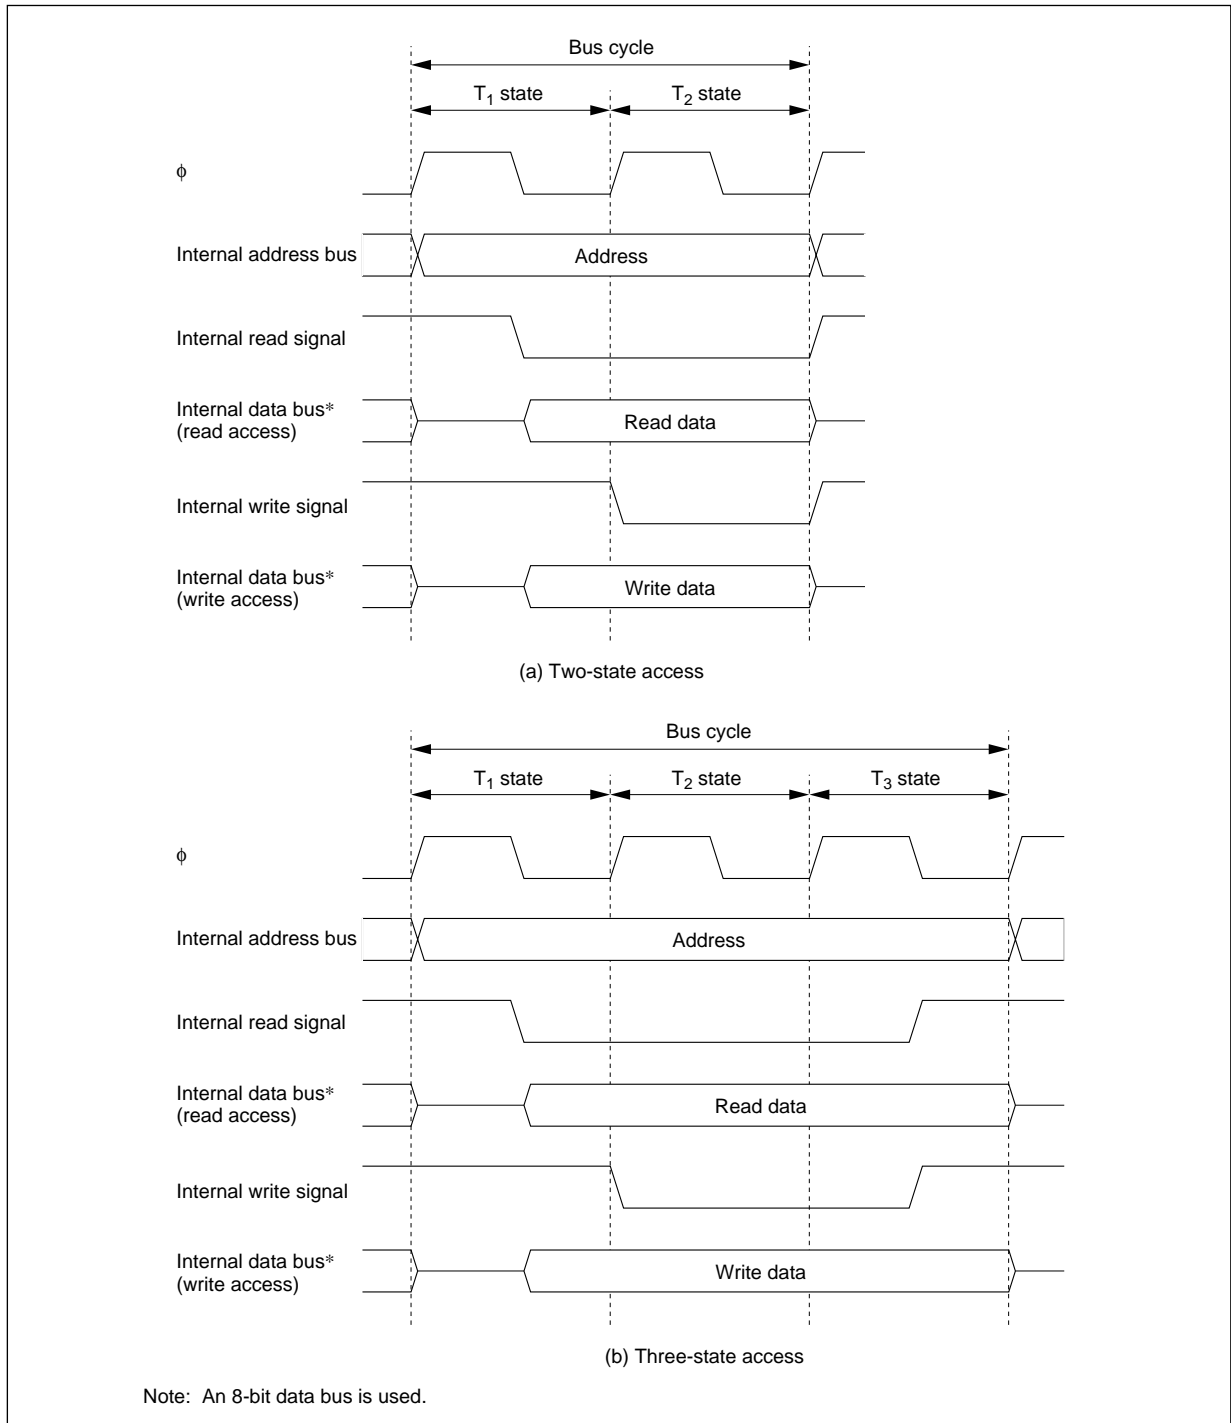 Bus cycle
T1 state
T2 state
ϕ
Internal address bus
Address
Internal read signal
Internal data bus*
(read access)
Read data
Internal write signal
Internal data bus*
(write access)
Write data
(a) Two-state access
Bus cycle
T1 state
T2 state
T3 state
ϕ
Internal address bus
Address
Internal read signal
Internal data bus*
(read access)
Read data
Internal write signal
Internal data bus*
(write access)
Write data
(b) Three-state access
Note: An 8-bit data bus is used.